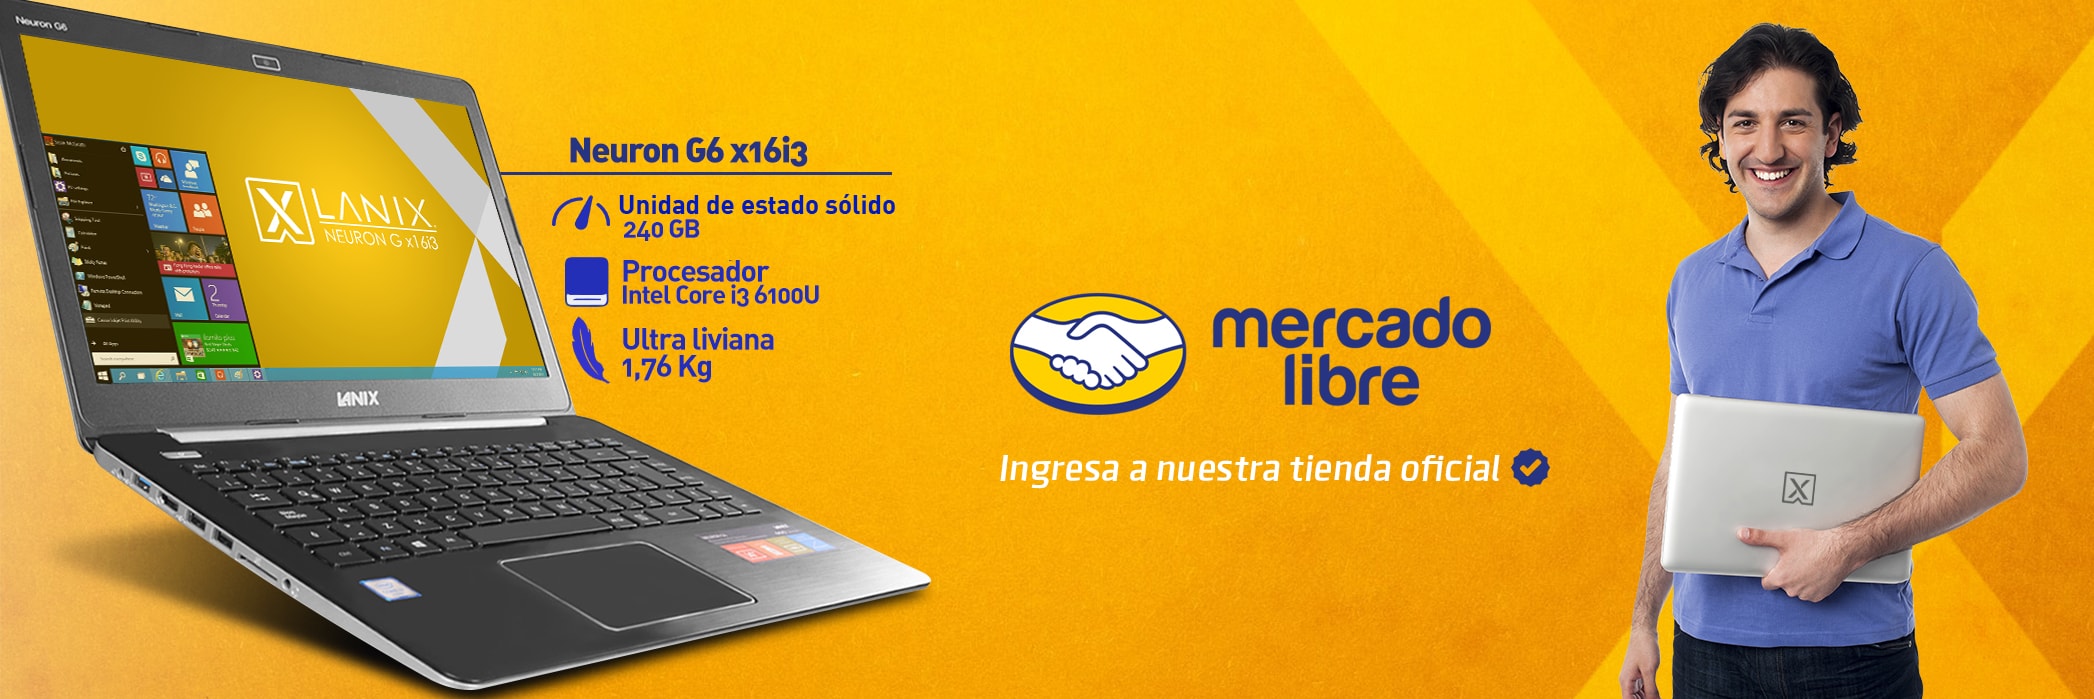 Neuron G6
LANIX
NEURON G x16i3
LANIX
Neuron G6 x16i3
Unidad de estado sólido
240 GB
Procesador
Intel Core i3 6100U
Ultra liviana
1,76 Kg
mercado
libre
Ingresa a nuestra tienda oficial